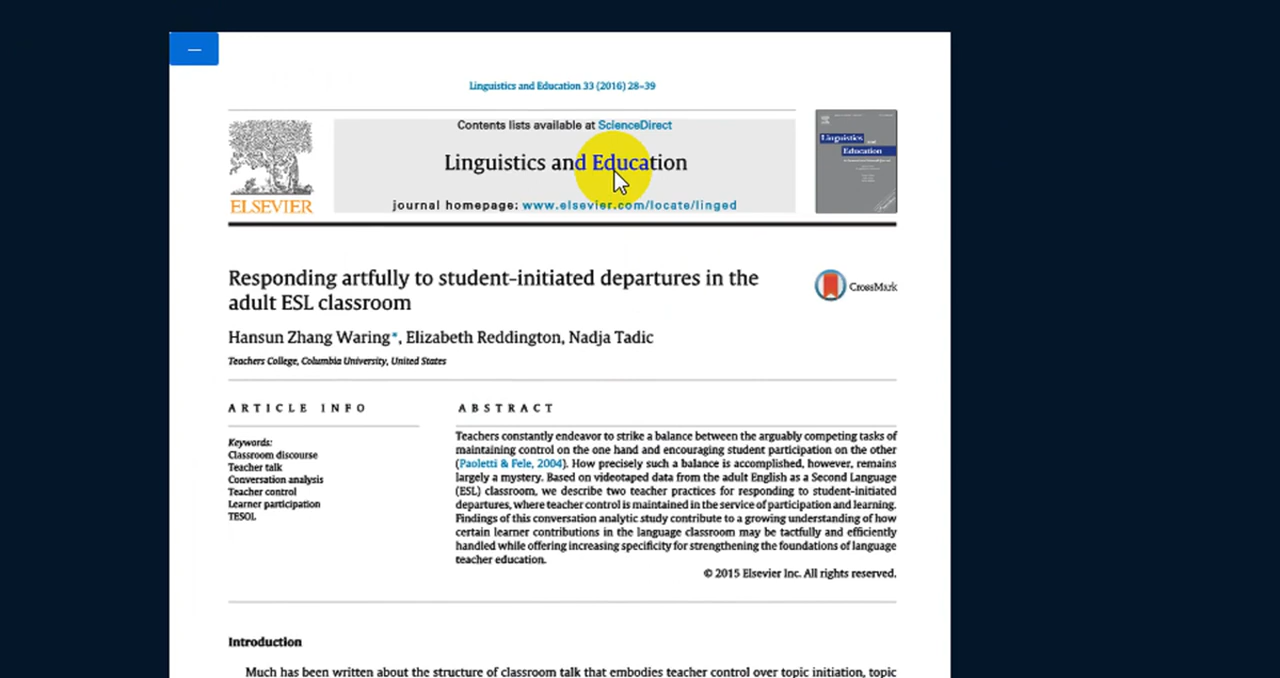 Linguistics and Education 33 (2016) 28–39
Contents lists available at ScienceDirect
Linguistics and Education
journal homepage: www.elsevier.com/locate/linged
ELSEVIER
Linguistics and
Education
Responding artfully to student-initiated departures in the
adult ESL classroom
CrossMark
Hansun Zhang Waring*, Elizabeth Reddington, Nadja Tadic
Teachers College, Columbia University, United States
ARTICLE INFO
Keywords:
Classroom discourse
Teacher talk
Conversation analysis
Teacher control
Learner participation
TESOL
ABSTRACT
Teachers constantly endeavor to strike a balance between the arguably competing tasks of
maintaining control on the one hand and encouraging student participation on the other
(Paoletti & Fele, 2004). How precisely such a balance is accomplished, however, remains
largely a mystery. Based on videotaped data from the adult English as a Second Language
(ESL) classroom, we describe two teacher practices for responding to student-initiated
departures, where teacher control is maintained in the service of participation and learning.
Findings of this conversation analytic study contribute to a growing understanding of how
certain learner contributions in the language classroom may be tactfully and efficiently
handled while offering increasing specificity for strengthening the foundations of language
teacher education.
© 2015 Elsevier Inc. All rights reserved.
Introduction
Much has been written about the structure of classroom talk that embodies teacher control over topic initiation, topic